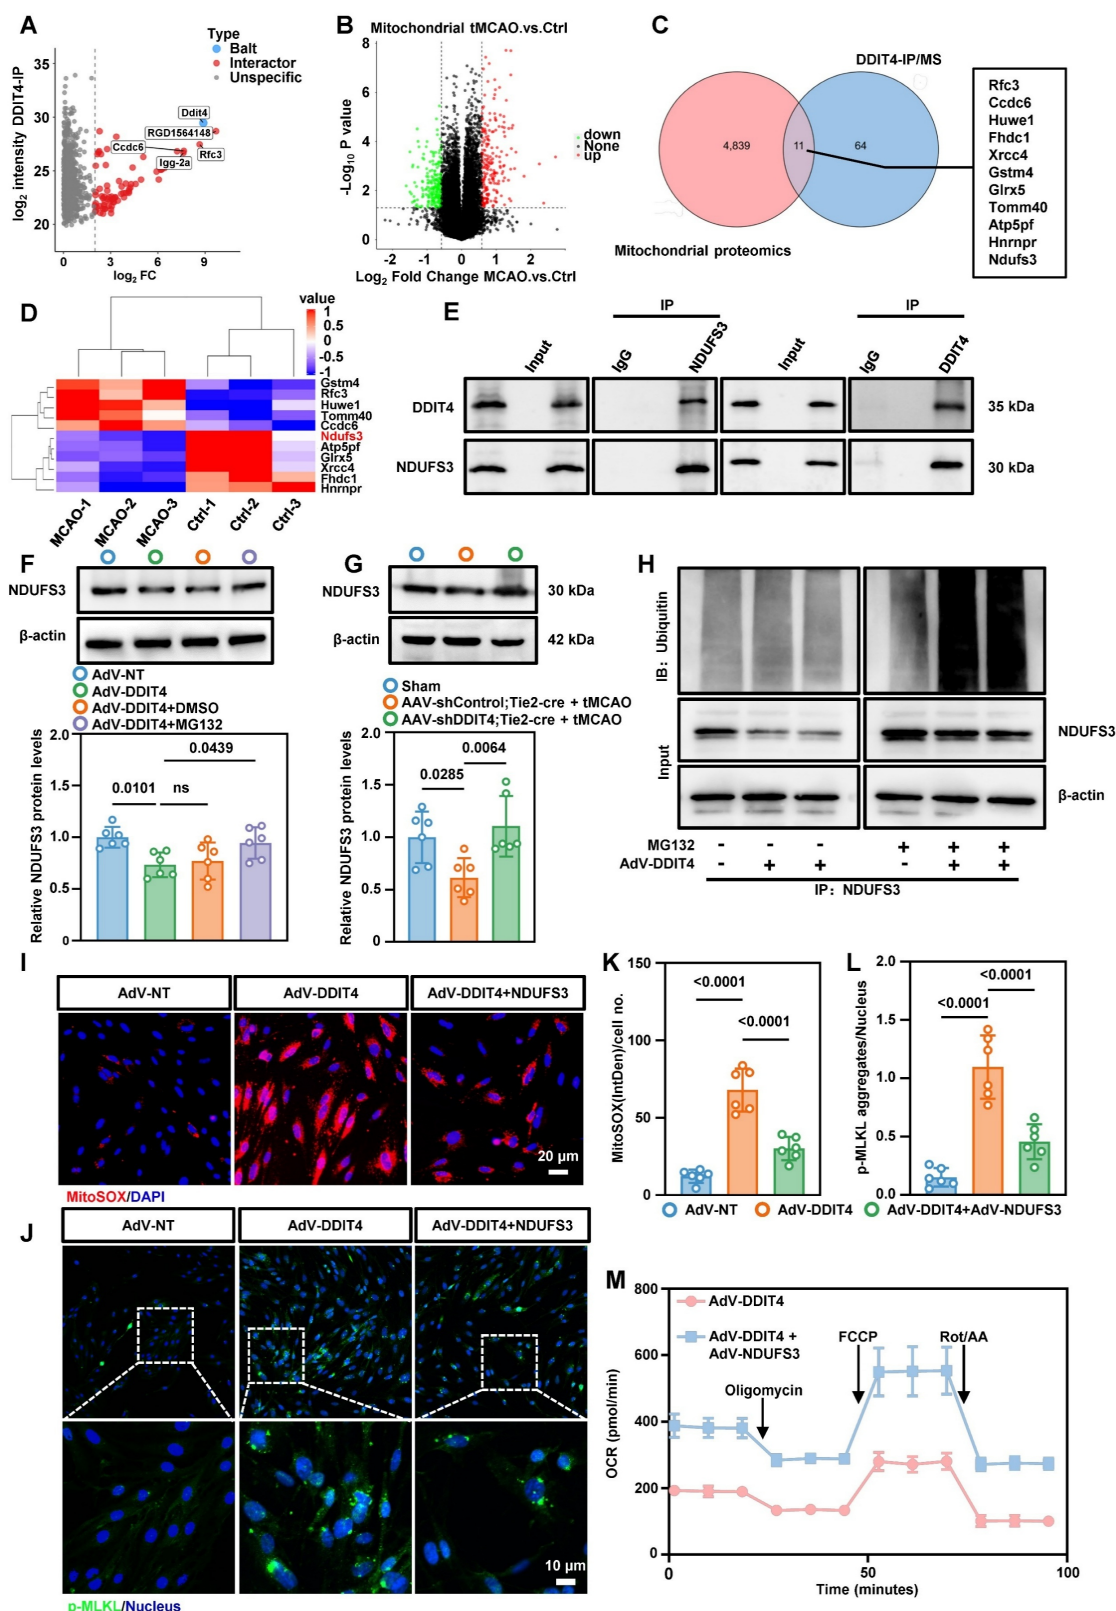 A
Type
Balt
Interactor
Unspecific
log2 intensity DDIT4-IP
35
30
25
20
Ddit4
RGD1564148
Ccdc6
Igg-2a
Rfc3
0 3 6 9
log2 FC
B
Mitochondrial tMCAO.vs.Ctrl
-Log10 P value
8
6
4
2
0
down
None
up
-2 -1 0 1 2
Log2 Fold Change MCAO.vs.Ctrl
C
DDIT4-IP/MS
4,839
11
64
Mitochondrial proteomics
Rfc3
Ccdc6
Huwe1
Fhdc1
Xrcc4
Gstm4
Glrx5
Tomm40
Atp5pf
Hnrnpr
Ndufs3
D
value
1
0.5
0
-0.5
-1
Gstm4
Rfc3
Huwe1
Tomm40
Ccdc6
Ndufs3
Atp5pf
Glrx5
Xrcc4
Fhdc1
Hnrnpr
MCAO-1 MCAO-2 MCAO-3 Ctrl-1 Ctrl-2 Ctrl-3
E
IP IP
Input IgG NDUFS3 Input IgG DDIT4
DDIT4 35 kDa
NDUFS3 30 kDa
F
NDUFS3
β-actin
AdV-NT
AdV-DDIT4
AdV-DDIT4+DMSO
AdV-DDIT4+MG132
Relative NDUFS3 protein levels
2.0
1.5
1.0
0.5
0
0.0439
0.0101 ns
G
NDUFS3 30 kDa
β-actin 42 kDa
Sham
AAV-shControl;Tie2-cre + tMCAO
AAV-shDDIT4;Tie2-cre + tMCAO
Relative NDUFS3 protein levels
2.0
1.5
1.0
0.5
0
0.0064
0.0285
H
IB: Ubiquitin
Input
NDUFS3
β-actin
MG132 - - - + + +
AdV-DDIT4 - + + - + +
IP: NDUFS3
I
AdV-NT AdV-DDIT4 AdV-DDIT4+NDUFS3
20 μm
MitoSOX/DAPI
J
AdV-NT AdV-DDIT4 AdV-DDIT4+NDUFS3
10 μm
p-MLKL/Nucleus
K
MitoSOX(IntDen)/cell no.
150
100
50
0
<0.0001
<0.0001
L
p-MLKL aggregates/Nucleus
2.0
1.5
1.0
0.5
0.0
<0.0001
<0.0001
AdV-NT AdV-DDIT4 AdV-DDIT4+AdV-NDUFS3
M
OCR (pmol/min)
800
600
400
200
0
AdV-DDIT4
AdV-DDIT4 +
AdV-NDUFS3
Oligomycin
FCCP
Rot/AA
0 50 100
Time (minutes)